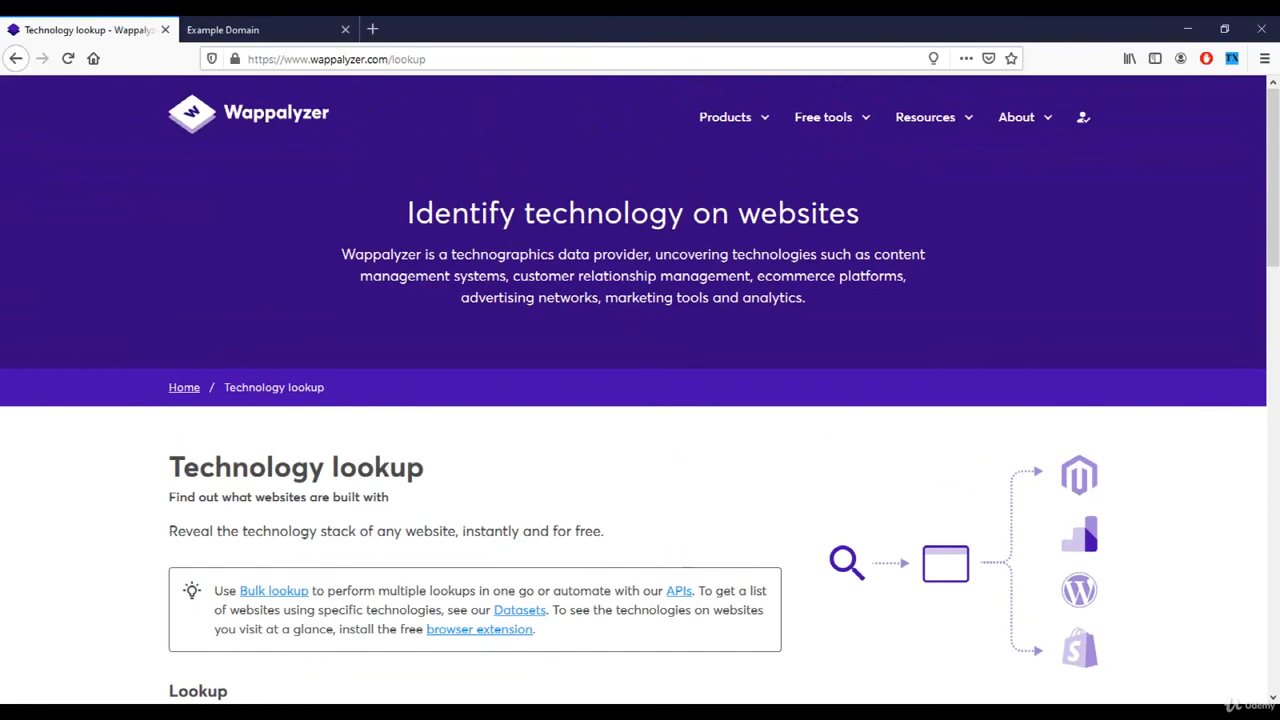 Technology lookup - Wappalyz
Example Domain
https://www.wappalyzer.com/lookup
Wappalyzer
Products
Free tools
Resources
About
Identify technology on websites
Wappalyzer is a technographics data provider, uncovering technologies such as content
management systems, customer relationship management, ecommerce platforms,
advertising networks, marketing tools and analytics.
Home / Technology lookup
Technology lookup
Find out what websites are built with
Reveal the technology stack of any website, instantly and for free.
Use Bulk lookup to perform multiple lookups in one go or automate with our APIs. To get a list
of websites using specific technologies, see our Datasets. To see the technologies on websites
you visit at a glance, install the free browser extension.
Lookup
Udemy